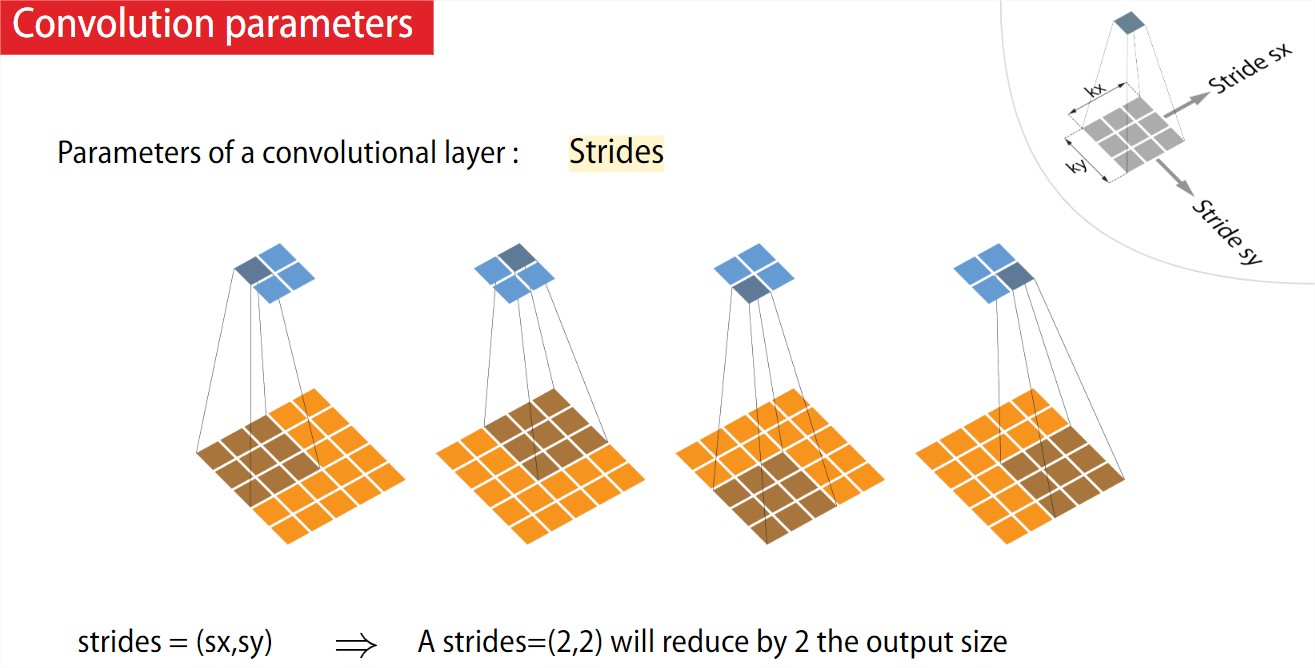 Convolution parameters
Parameters of a convolutional layer : Strides
kx
ky
Stride sx
Stride sy
strides = (sx,sy) ⇒ A strides=(2,2) will reduce by 2 the output size